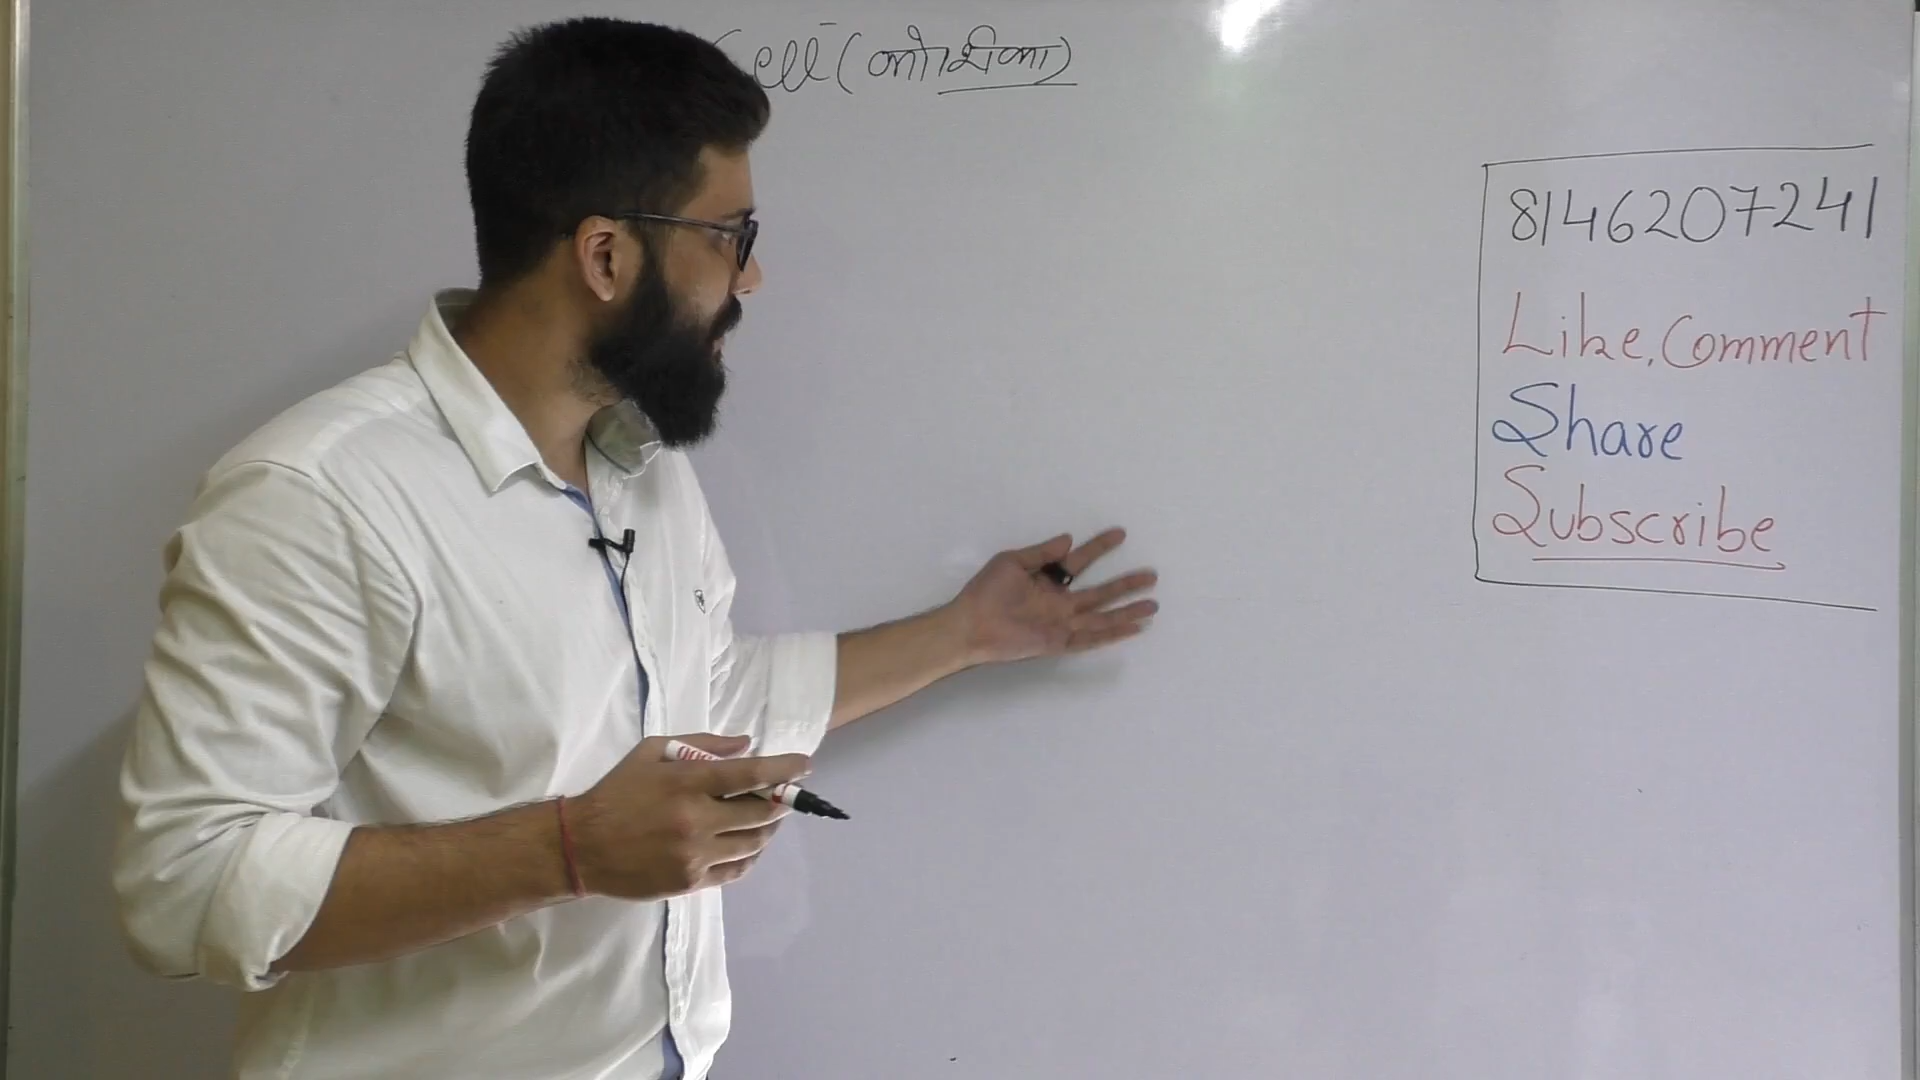 Cell (कोशिका)
8146207241
Like, Comment
Share
Subscribe